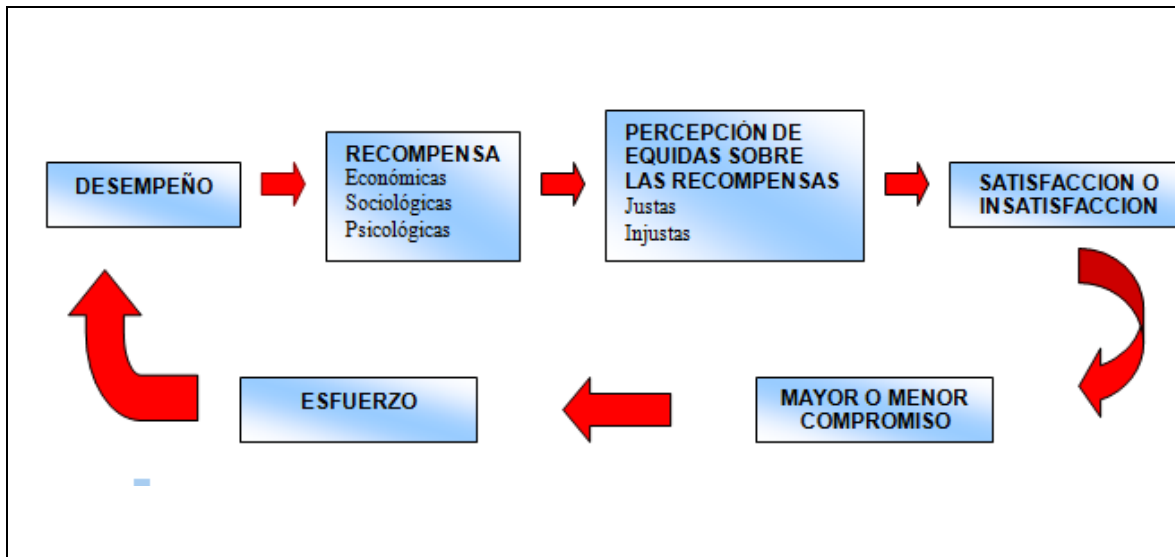 DESEMPEÑO
RECOMPENSA
Económicas
Sociológicas
Psicológicas
PERCEPCIÓN DE
EQUIDAS SOBRE
LAS RECOMPENSAS
Justas
Injustas
SATISFACCION O
INSATISFACCION
MAYOR O MENOR
COMPROMISO
ESFUERZO